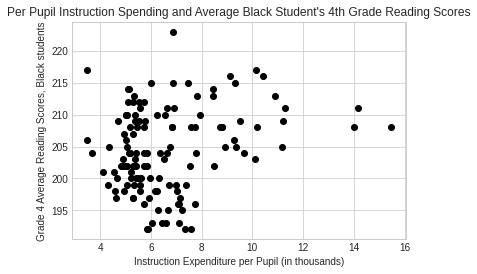 Per Pupil Instruction Spending and Average Black Student's 4th Grade Reading Scores
Grade 4 Average Reading Scores, Black students
220
215
210
205
200
195
4 6 8 10 12 14 16
Instruction Expenditure per Pupil (in thousands)